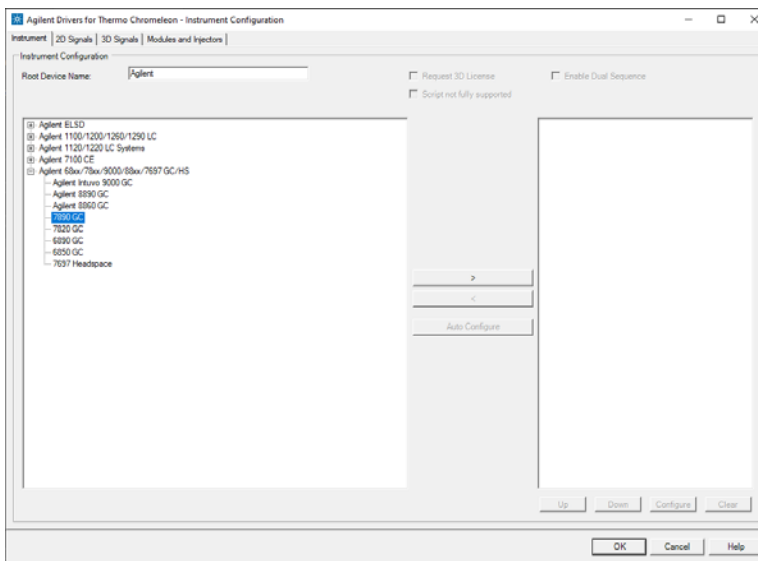 Agilent Drivers for Thermo Chromeleon - Instrument Configuration
Instrument 2D Signals 3D Signals Modules and Injectors
Instrument Configuration
Root Device Name: Agilent
Request 3D License Enable Dual Sequence
Script not fully supported
Agilent ELSD
Agilent 1100/1200/1260/1290 LC
Agilent 1120/1220 LC Systems
Agilent 7100 CE
Agilent 68xx/78xx/9000/88xx/7697 GC/HS
Agilent Intuvo 9000 GC
Agilent 8890 GC
Agilent 8860 GC
7890 GC
7820 GC
6890 GC
6850 GC
7697 Headspace
>
<
Auto Configure
Up Down Configure Clear
OK Cancel Help